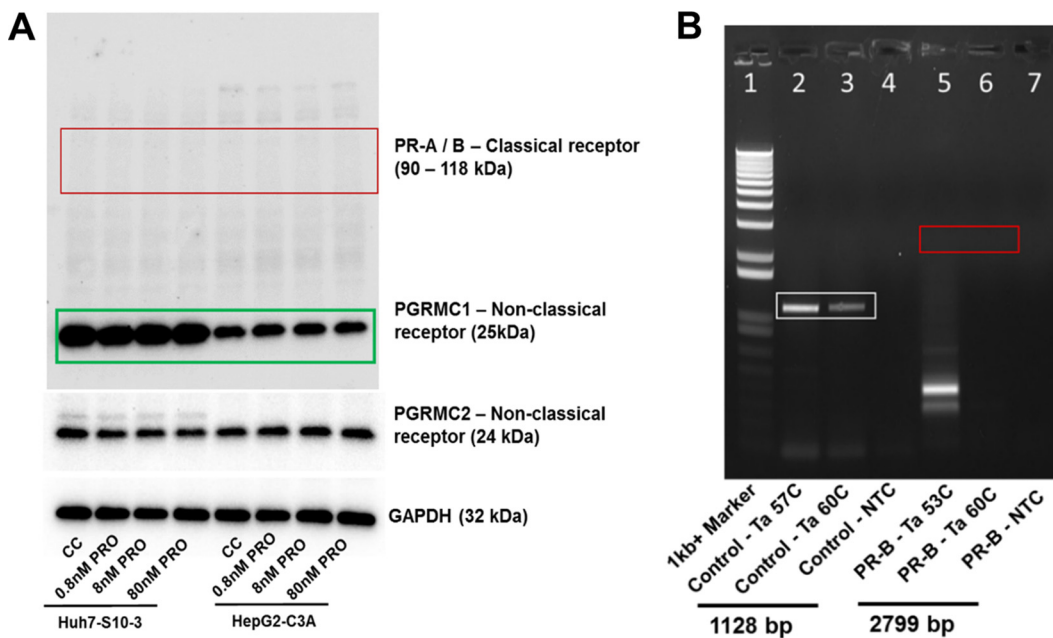 A
PR-A / B – Classical receptor
(90 – 118 kDa)
PGRMC1 – Non-classical
receptor (25kDa)
PGRMC2 – Non-classical
receptor (24 kDa)
GAPDH (32 kDa)
CC
0.8nM PRO
8nM PRO
80nM PRO
CC
0.8nM PRO
8nM PRO
80nM PRO
Huh7-S10-3
HepG2-C3A
B
1 2 3 4 5 6 7
1kb+ Marker
Control - Ta 57C
Control - Ta 60C
Control - NTC
PR-B - Ta 53C
PR-B - Ta 60C
PR-B - NTC
1128 bp
2799 bp